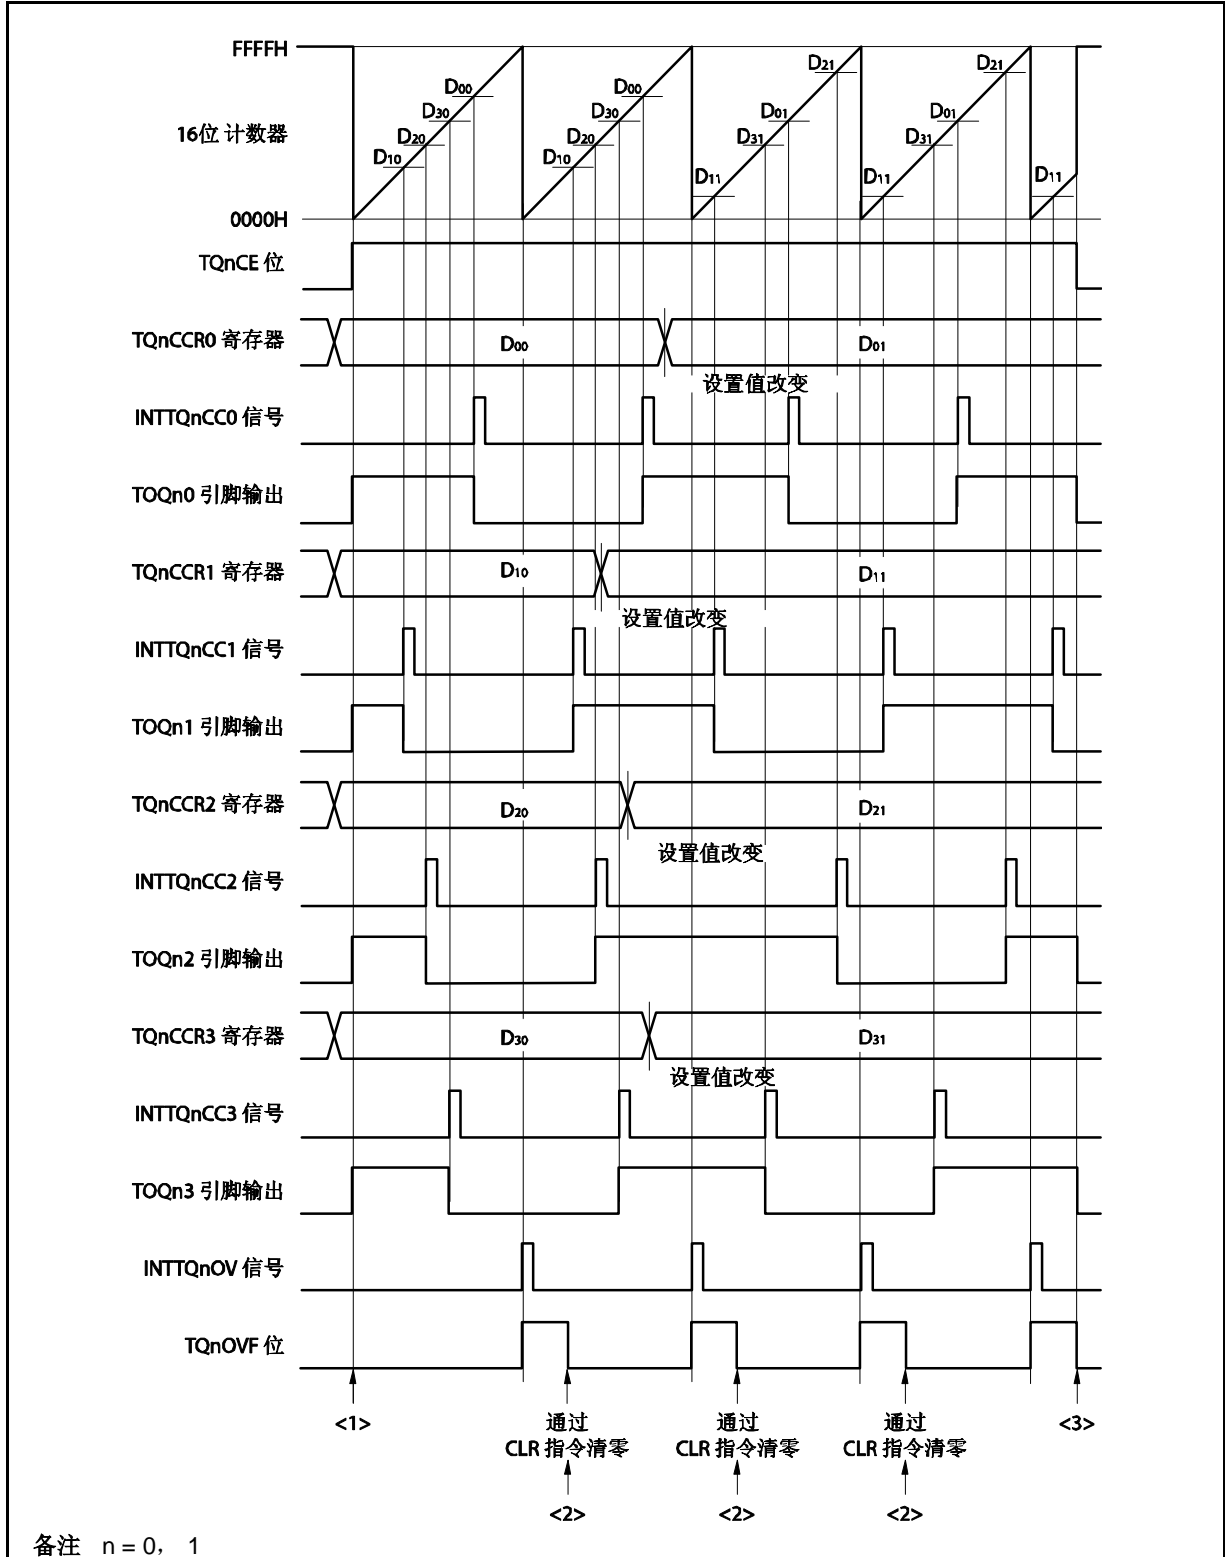 FFFFH
D21
D21
D00
D00
D30
D30
D01
D01
16位 计数器
D20
D20
D31
D31
D10
D10
D11
D11
D11
0000H
TQnCE 位
TQnCCR0 寄存器
D00
D01
设置值改变
INTTQnCC0 信号
TOQn0 引脚输出
TQnCCR1 寄存器
D10
D11
设置值改变
INTTQnCC1 信号
TOQn1 引脚输出
TQnCCR2 寄存器
D20
D21
设置值改变
INTTQnCC2 信号
TOQn2 引脚输出
TQnCCR3 寄存器
D30
D31
设置值改变
INTTQnCC3 信号
TOQn3 引脚输出
INTTQnOV 信号
TQnOVF 位
<1>
通过
CLR 指令清零
<2>
通过
CLR 指令清零
<2>
通过
CLR 指令清零
<2>
<3>
备注 n = 0， 1